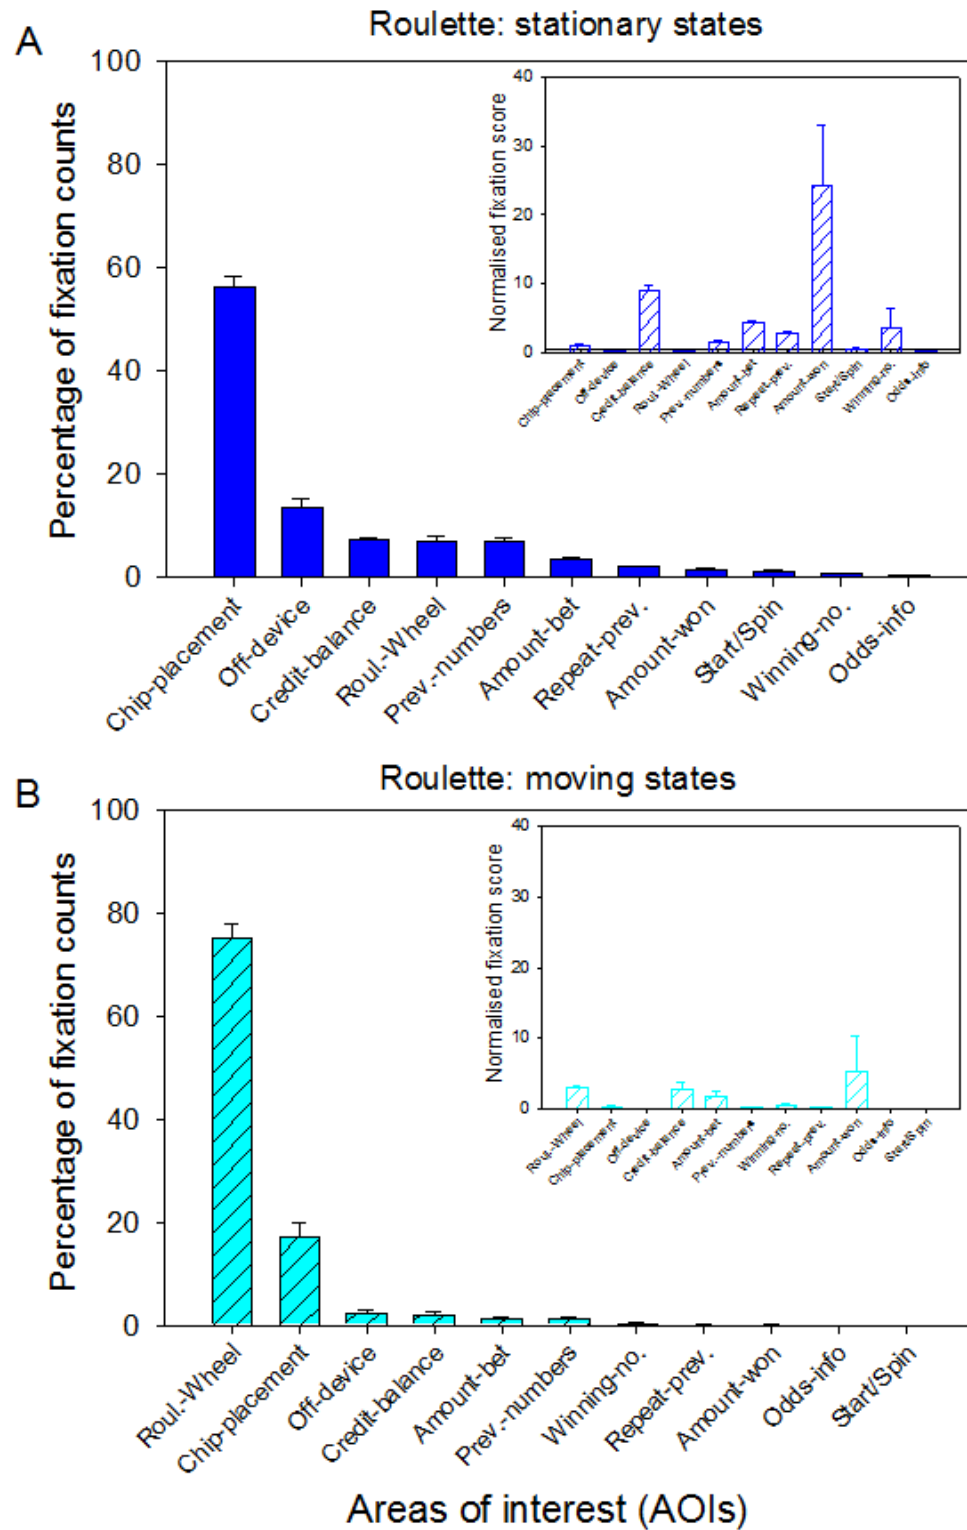 A
Roulette: stationary states
Percentage of fixation counts
100
80
60
40
20
0
Chip-placement
Off-device
Credit-balance
Roul.-Wheel
Prev.-numbers
Amount-bet
Repeat-prev.
Amount-won
Start/Spin
Winning-no.
Odds-info
Normalised fixation score
40
30
20
10
0
Chip-placement
Off-device
Credit-balance
Roul.-Wheel
Prev.-numbers
Amount-bet
Repeat-prev.
Amount-won
Start/Spin
Winning-no.
Odds-info
B
Roulette: moving states
Percentage of fixation counts
100
80
60
40
20
0
Roul.-Wheel
Chip-placement
Off-device
Credit-balance
Amount-bet
Prev.-numbers
Winning-no.
Repeat-prev.
Amount-won
Odds-info
Start/Spin
Normalised fixation score
40
30
20
10
0
Roul.-Wheel
Chip-placement
Off-device
Credit-balance
Amount-bet
Prev.-numbers
Winning-no.
Repeat-prev.
Amount-won
Odds-info
Start/Spin
Areas of interest (AOIs)